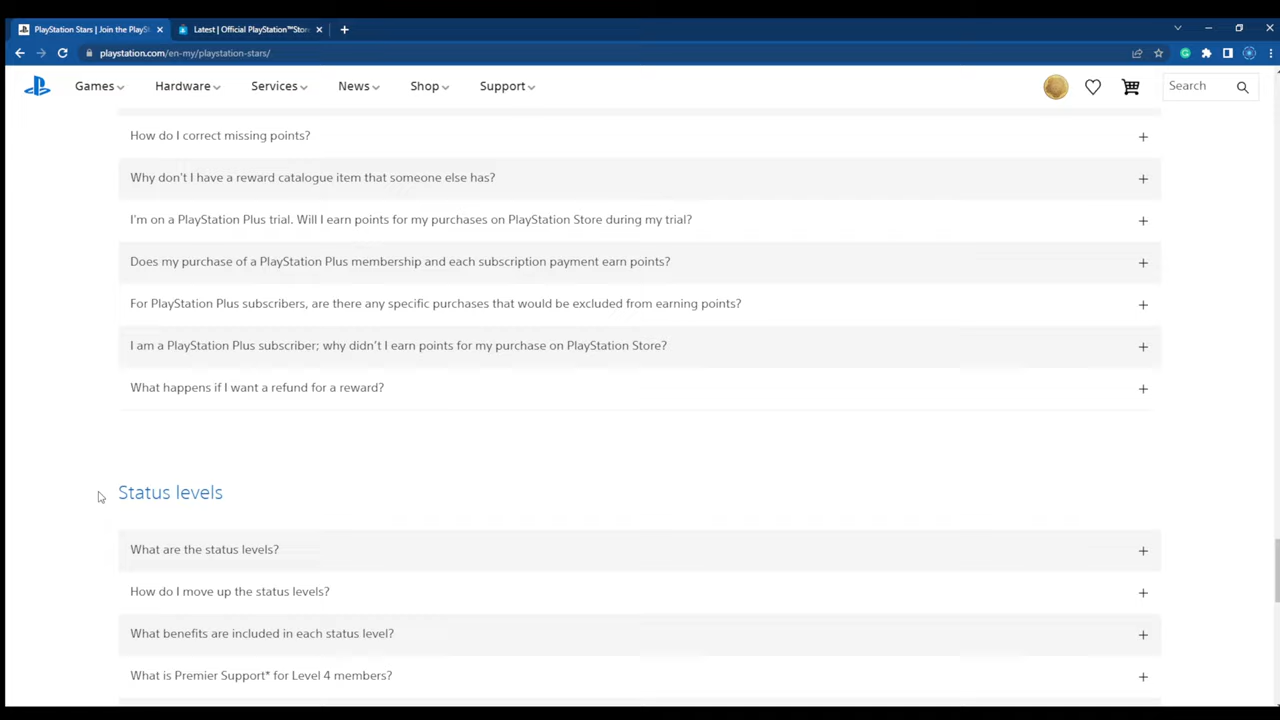 PlayStation Stars | Join the PlayS
Latest | Official PlayStation™Store
playstation.com/en-my/playstation-stars/
Games
Hardware
Services
News
Shop
Support
Search
How do I correct missing points?
Why don't I have a reward catalogue item that someone else has?
I'm on a PlayStation Plus trial. Will I earn points for my purchases on PlayStation Store during my trial?
Does my purchase of a PlayStation Plus membership and each subscription payment earn points?
For PlayStation Plus subscribers, are there any specific purchases that would be excluded from earning points?
I am a PlayStation Plus subscriber; why didn't I earn points for my purchase on PlayStation Store?
What happens if I want a refund for a reward?
Status levels
What are the status levels?
How do I move up the status levels?
What benefits are included in each status level?
What is Premier Support* for Level 4 members?